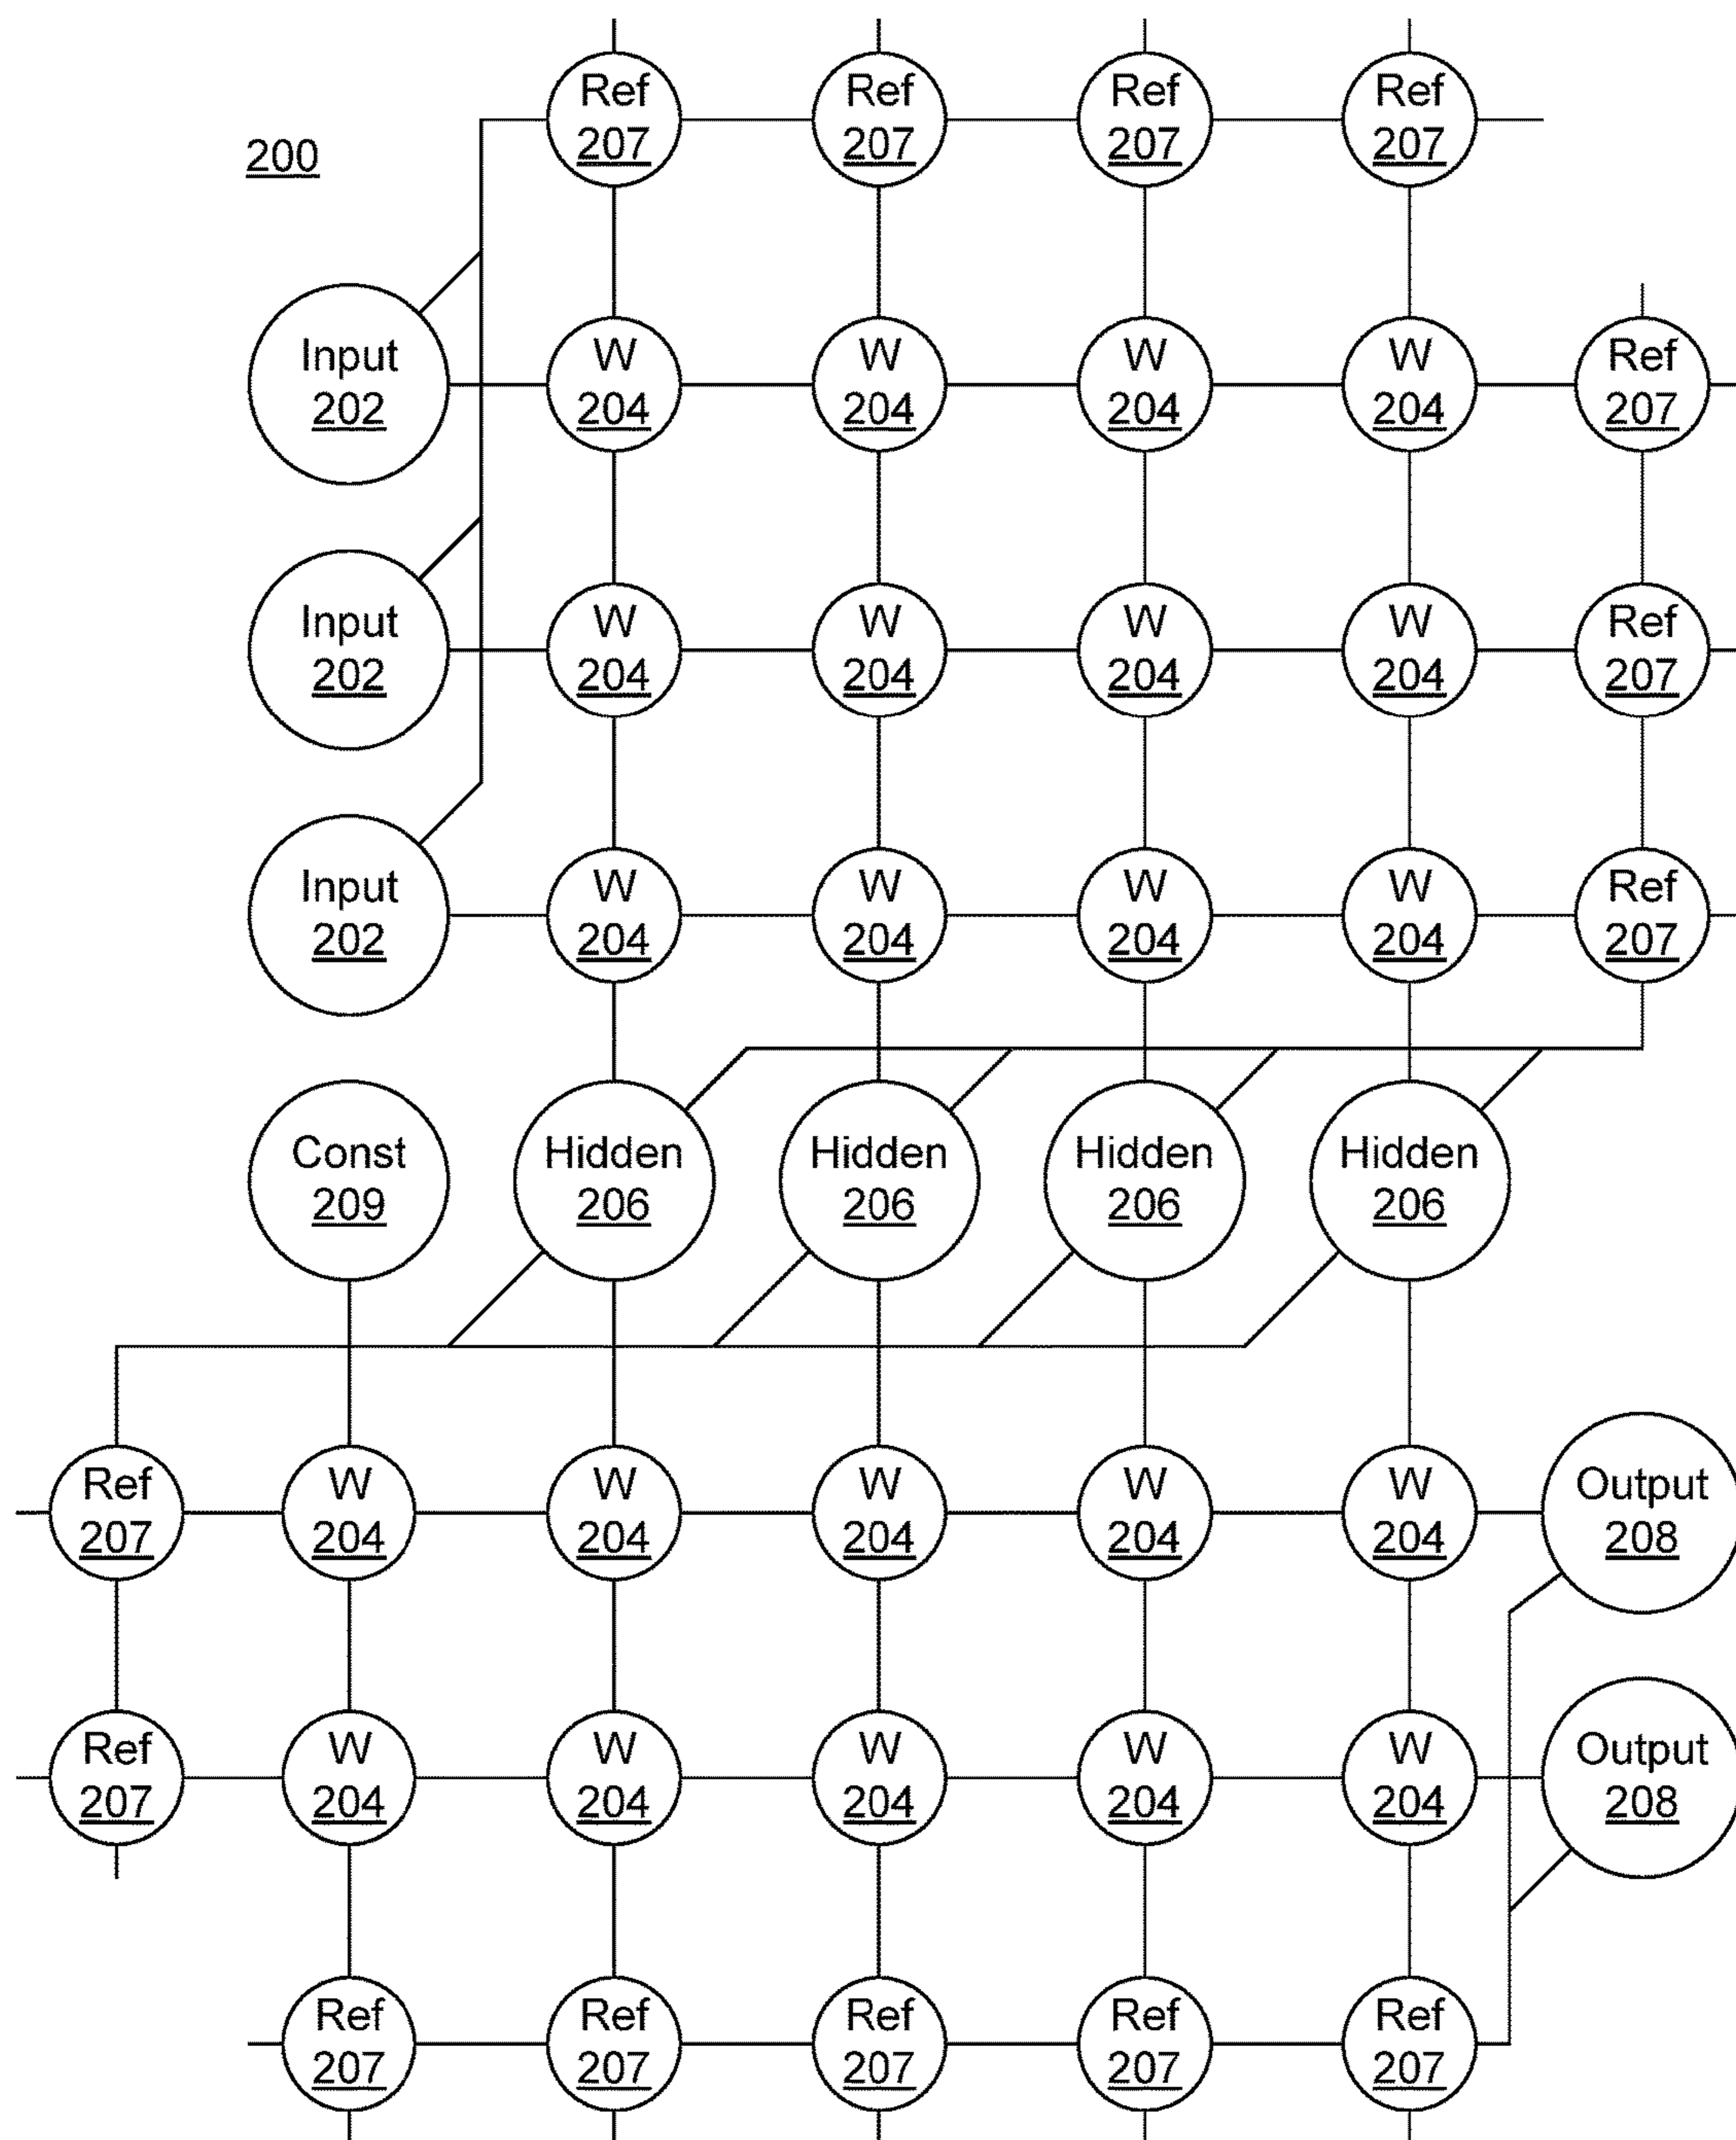 Ref Ref Ref Ref
207 207 207 207
200
Input W W W W Ref
202 204 204 204 204 207
Input W W W W Ref
202 204 204 204 204 207
Input W W W W Ref
202 204 204 204 204 207
Const Hidden Hidden Hidden Hidden
209 206 206 206 206
Ref W W W W W Output
207 204 204 204 204 204 208
Ref W W W W W Output
207 204 204 204 204 204 208
Ref Ref Ref Ref Ref
207 207 207 207 207